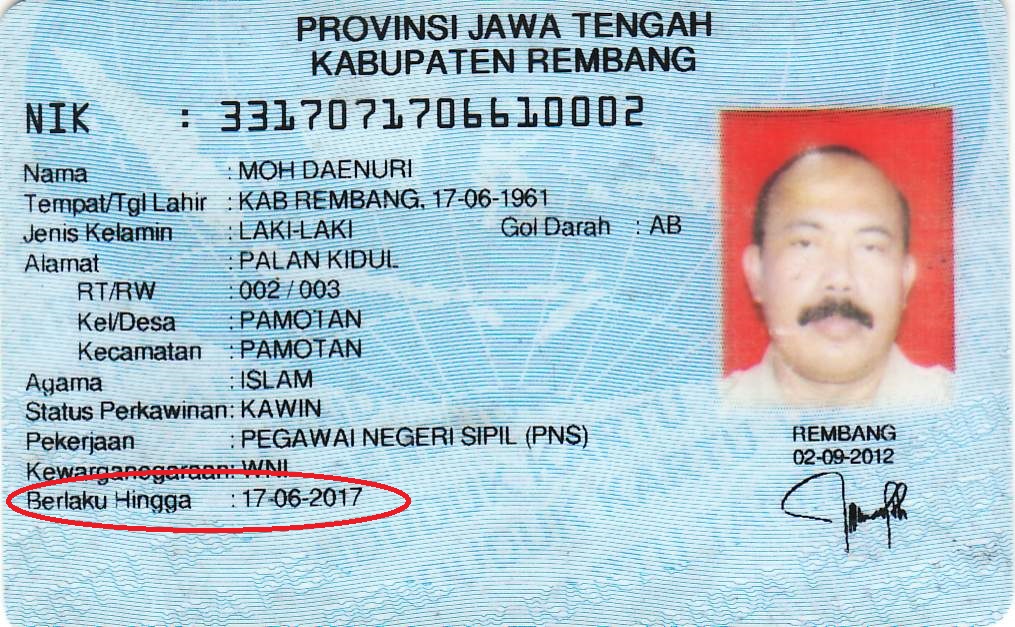 PROVINSI JAWA TENGAH
KABUPATEN REMBANG
NIK : 3317071706610002
Nama : MOH DAENURI
Tempat/Tgl Lahir : KAB REMBANG, 17-06-1961
Jenis Kelamin : LAKI-LAKI Gol Darah : AB
Alamat : PALAN KIDUL
RT/RW : 002 / 003
Kel/Desa : PAMOTAN
Kecamatan : PAMOTAN
Agama : ISLAM
Status Perkawinan: KAWIN
Pekerjaan : PEGAWAI NEGERI SIPIL (PNS)
Kewarganegaraan: WNI
Berlaku Hingga : 17-06-2017
REMBANG
02-09-2012